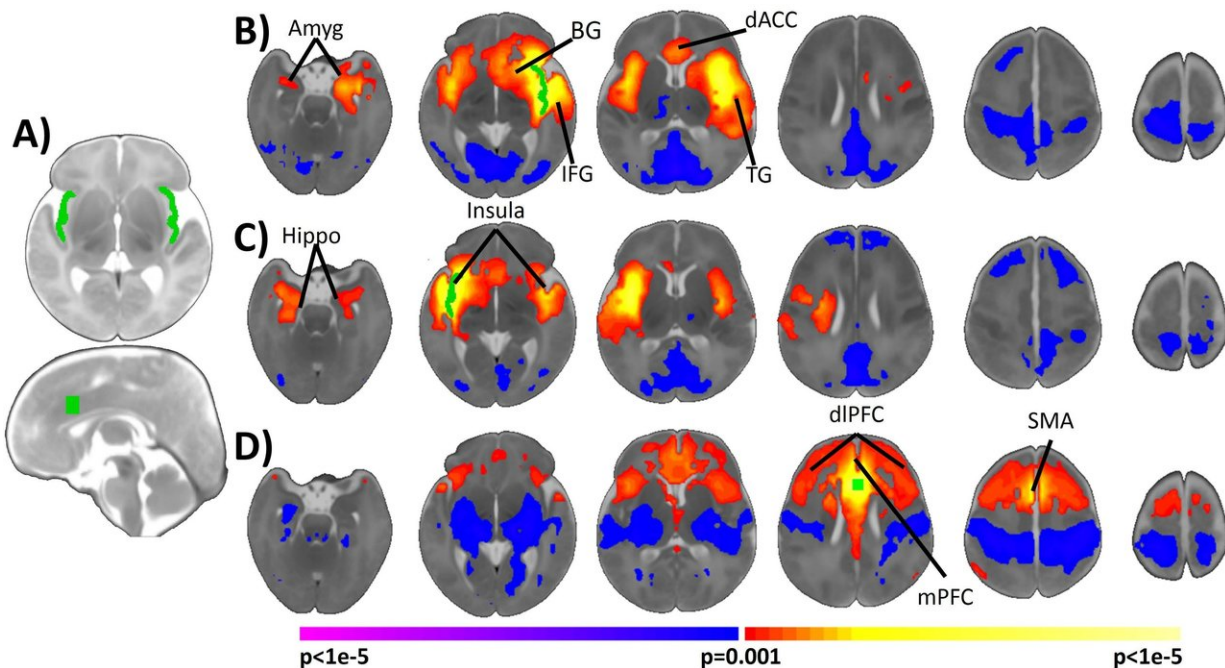 B)
Amyg
BG
dACC
A)
IFG
TG
C)
Hippo
Insula
D)
dlPFC
SMA
mPFC
p<1e-5
p=0.001
p<1e-5